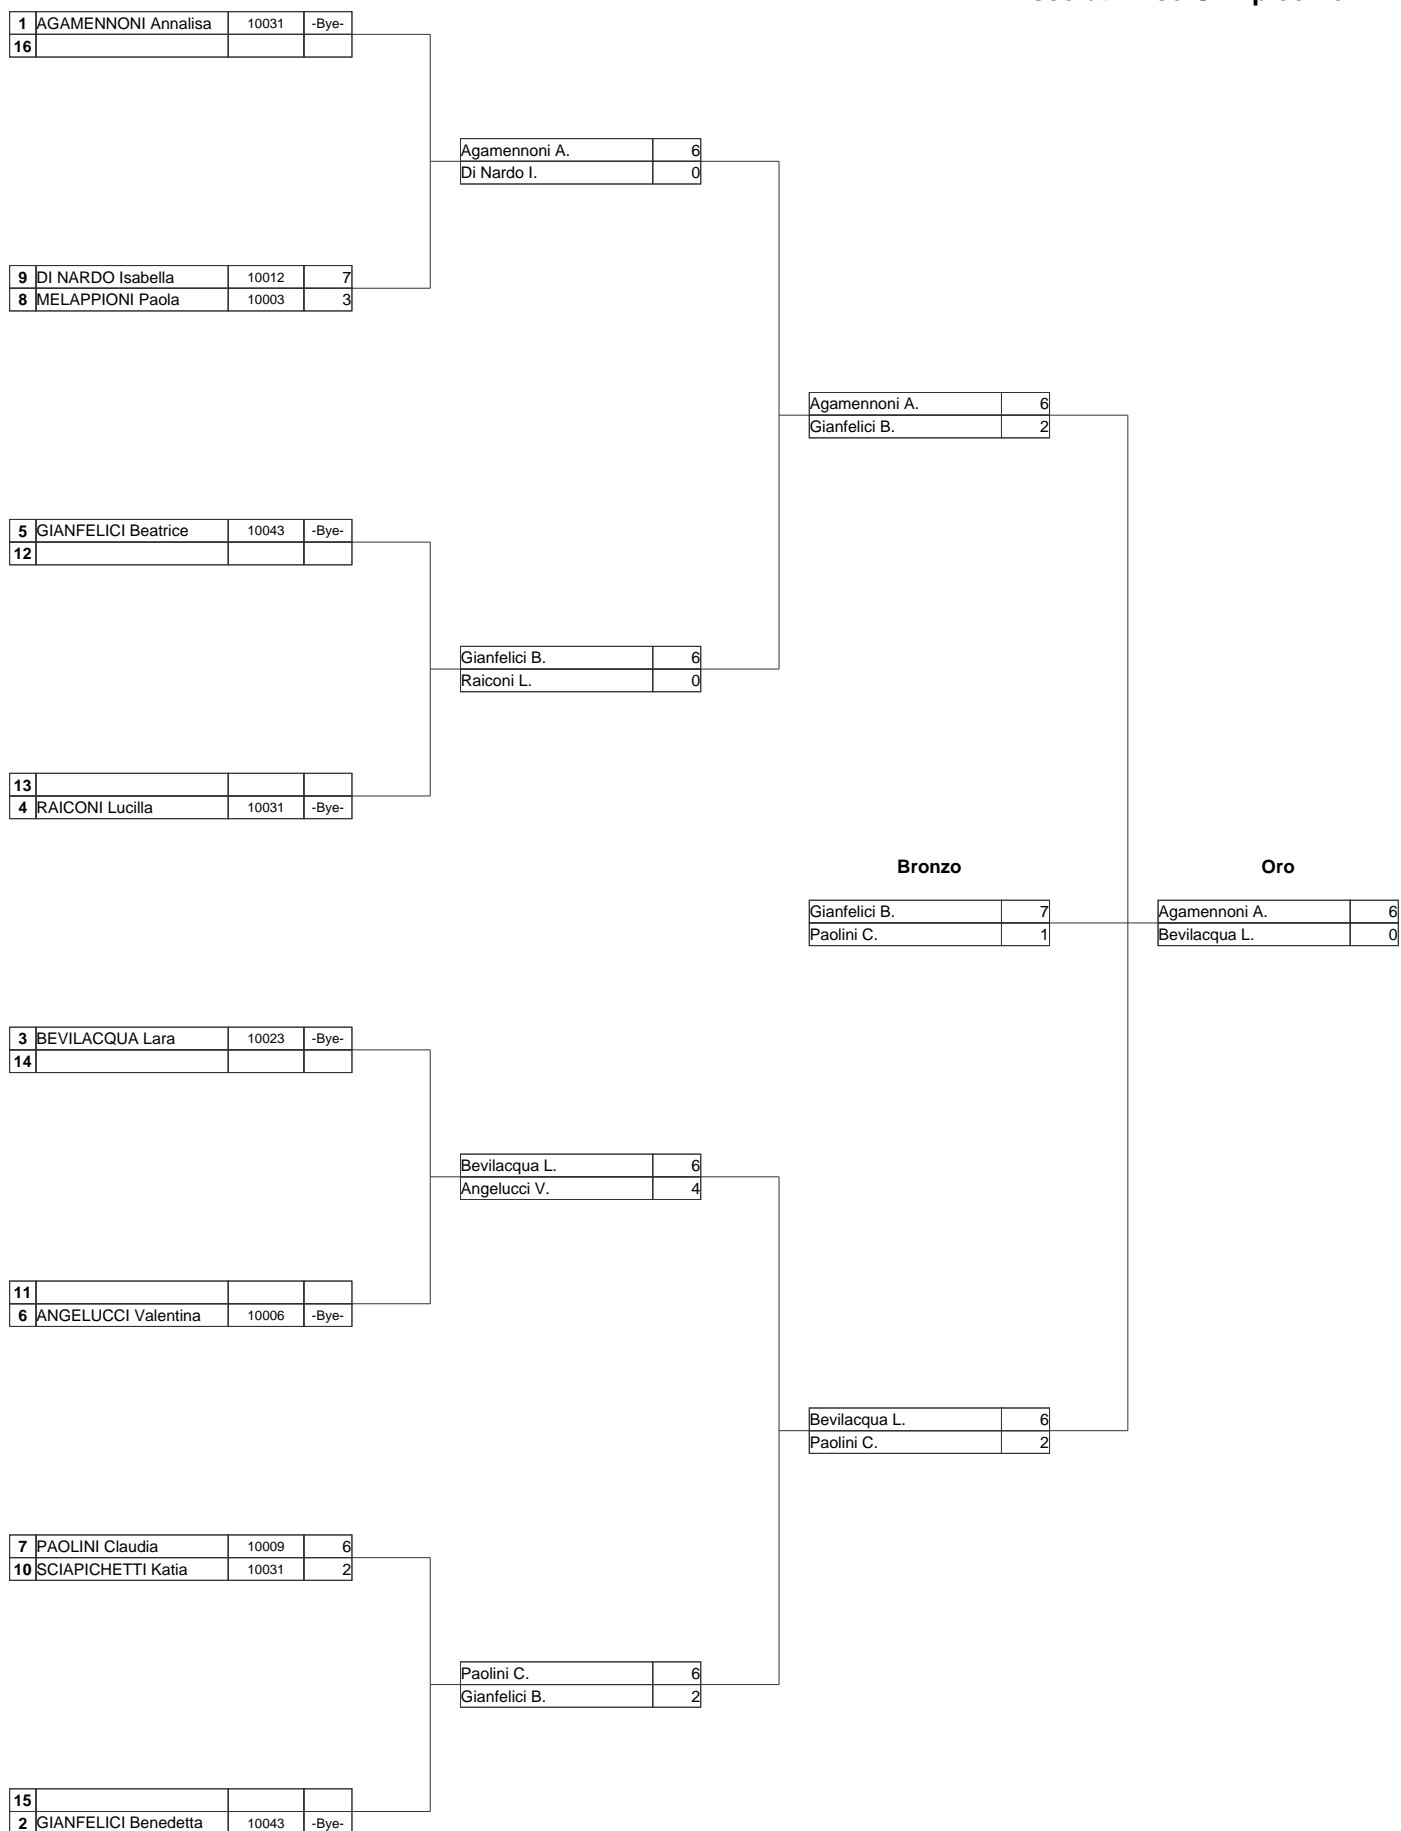 1 AGAMENNONI Annalisa 10031 -Bye-
16
Agamennoni A. 6
Di Nardo I. 0
9 DI NARDO Isabella 10012 7
8 MELAPPIONI Paola 10003 3
Agamennoni A. 6
Gianfelici B. 2
5 GIANFELICI Beatrice 10043 -Bye-
12
Gianfelici B. 6
Raiconi L. 0
13
4 RAICONI Lucilla 10031 -Bye-
Bronzo Oro
Gianfelici B. 7 Agamennoni A. 6
Paolini C. 1 Bevilacqua L. 0
3 BEVILACQUA Lara 10023 -Bye-
14
Bevilacqua L. 6
Angelucci V. 4
11
6 ANGELUCCI Valentina 10006 -Bye-
Bevilacqua L. 6
Paolini C. 2
7 PAOLINI Claudia 10009 6
10 SCIAPICHETTI Katia 10031 2
Paolini C. 6
Gianfelici B. 2
15
2 GIANFELICI Benedetta 10043 -Bye-